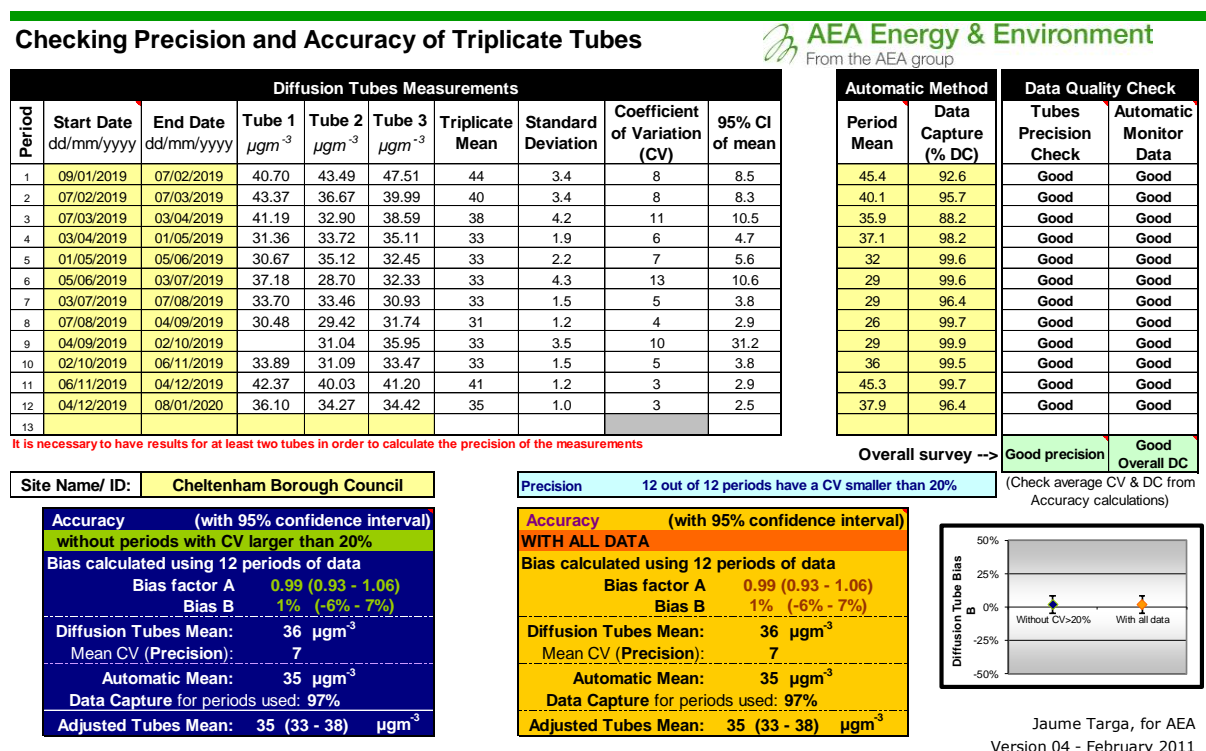 Checking Precision and Accuracy of Triplicate Tubes
AEA Energy & Environment
From the AEA group
Diffusion Tubes Measurements
Automatic Method
Data Quality Check
Period
Start Date dd/mm/yyyy
End Date dd/mm/yyyy
Tube 1 µgm-3
Tube 2 µgm-3
Tube 3 µgm-3
Triplicate Mean
Standard Deviation
Coefficient of Variation (CV)
95% CI of mean
Period Mean
Data Capture (% DC)
Tubes Precision Check
Automatic Monitor Data
1 09/01/2019 07/02/2019 40.70 43.49 47.51 44 3.4 8 8.5 45.4 92.6 Good Good
2 07/02/2019 07/03/2019 43.37 36.67 39.99 40 3.4 8 8.3 40.1 95.7 Good Good
3 07/03/2019 03/04/2019 41.19 32.90 38.59 38 4.2 11 10.5 35.9 88.2 Good Good
4 03/04/2019 01/05/2019 31.36 33.72 35.11 33 1.9 6 4.7 37.1 98.2 Good Good
5 01/05/2019 05/06/2019 30.67 35.12 32.45 33 2.2 7 5.6 32 99.6 Good Good
6 05/06/2019 03/07/2019 37.18 28.70 32.33 33 4.3 13 10.6 29 99.6 Good Good
7 03/07/2019 07/08/2019 33.70 33.46 30.93 33 1.5 5 3.8 29 96.4 Good Good
8 07/08/2019 04/09/2019 30.48 29.42 31.74 31 1.2 4 2.9 26 99.7 Good Good
9 04/09/2019 02/10/2019 31.04 35.95 33 3.5 10 31.2 29 99.9 Good Good
10 02/10/2019 06/11/2019 33.89 31.09 33.47 33 1.5 5 3.8 36 99.5 Good Good
11 06/11/2019 04/12/2019 42.37 40.03 41.20 41 1.2 3 2.9 45.3 99.7 Good Good
12 04/12/2019 08/01/2020 36.10 34.27 34.42 35 1.0 3 2.5 37.9 96.4 Good Good
13
It is necessary to have results for at least two tubes in order to calculate the precision of the measurements
Overall survey --> Good precision Good Overall DC
(Check average CV & DC from Accuracy calculations)
Site Name/ ID: Cheltenham Borough Council
Precision 12 out of 12 periods have a CV smaller than 20%
Accuracy (with 95% confidence interval)
without periods with CV larger than 20%
Bias calculated using 12 periods of data
Bias factor A 0.99 (0.93 - 1.06)
Bias B 1% (-6% - 7%)
Diffusion Tubes Mean: 36 µgm-3
Mean CV (Precision): 7
Automatic Mean: 35 µgm-3
Data Capture for periods used: 97%
Adjusted Tubes Mean: 35 (33 - 38) µgm-3
Accuracy (with 95% confidence interval)
WITH ALL DATA
Bias calculated using 12 periods of data
Bias factor A 0.99 (0.93 - 1.06)
Bias B 1% (-6% - 7%)
Diffusion Tubes Mean: 36 µgm-3
Mean CV (Precision): 7
Automatic Mean: 35 µgm-3
Data Capture for periods used: 97%
Adjusted Tubes Mean: 35 (33 - 38) µgm-3
Diffusion Tube Bias B
50%
25%
0%
-25%
-50%
Without CV>20%
With all data
Jaume Targa, for AEA
Version 04 - February 2011